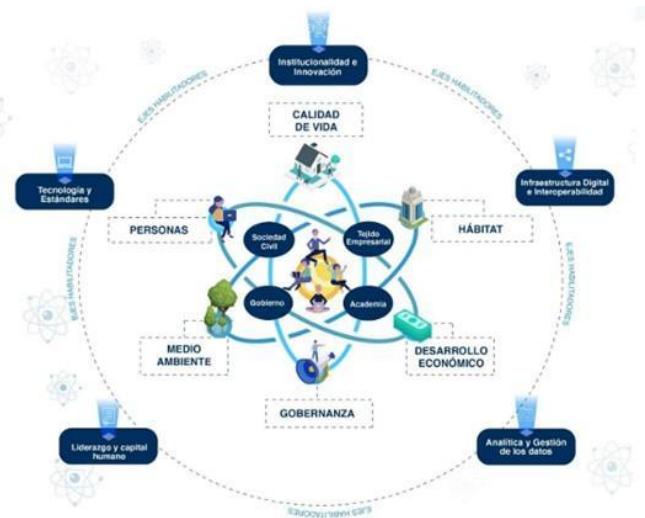 Institucionalidad e
Innovación
EJES HABILITADORES
EJES HABILITADORES
CALIDAD
DE VIDA
Tecnología y
Estándares
Infraestructura Digital
e Interoperabilidad
PERSONAS
HÁBITAT
Sociedad
Civil
Tejido
Empresarial
EJES HABILITADORES
EJES HABILITADORES
Gobierno
Academia
MEDIO
AMBIENTE
DESARROLLO
ECONÓMICO
GOBERNANZA
Liderazgo y capital
humano
Analítica y Gestión
de los datos
EJES HABILITADORES